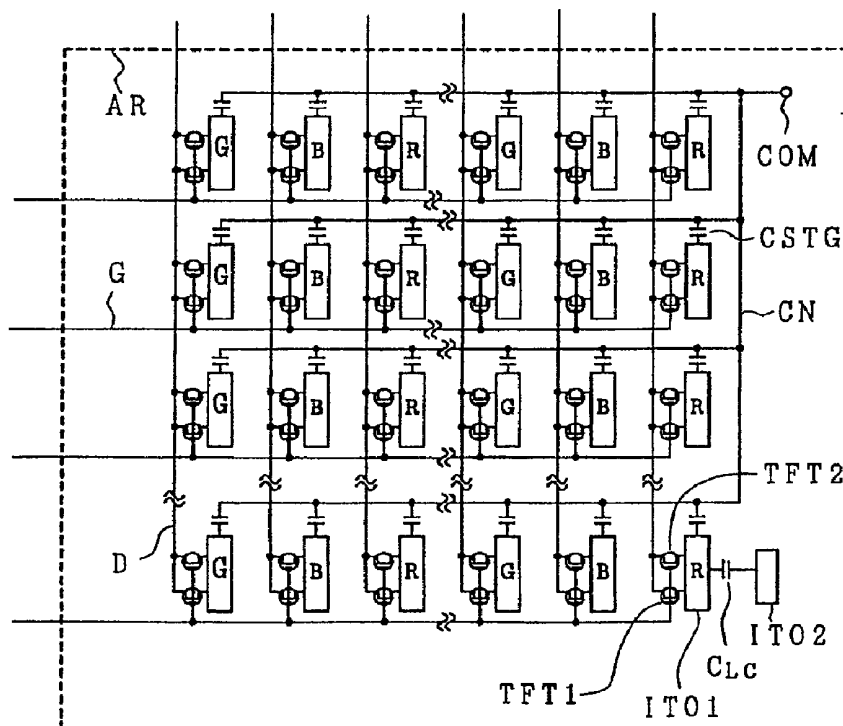 AR
COM
G B R G B R
CSTG
G
G B R G B R
CN
G B R G B R
TFT2
D
G B R G B R
ITO2
CLC
TFT1
ITO1